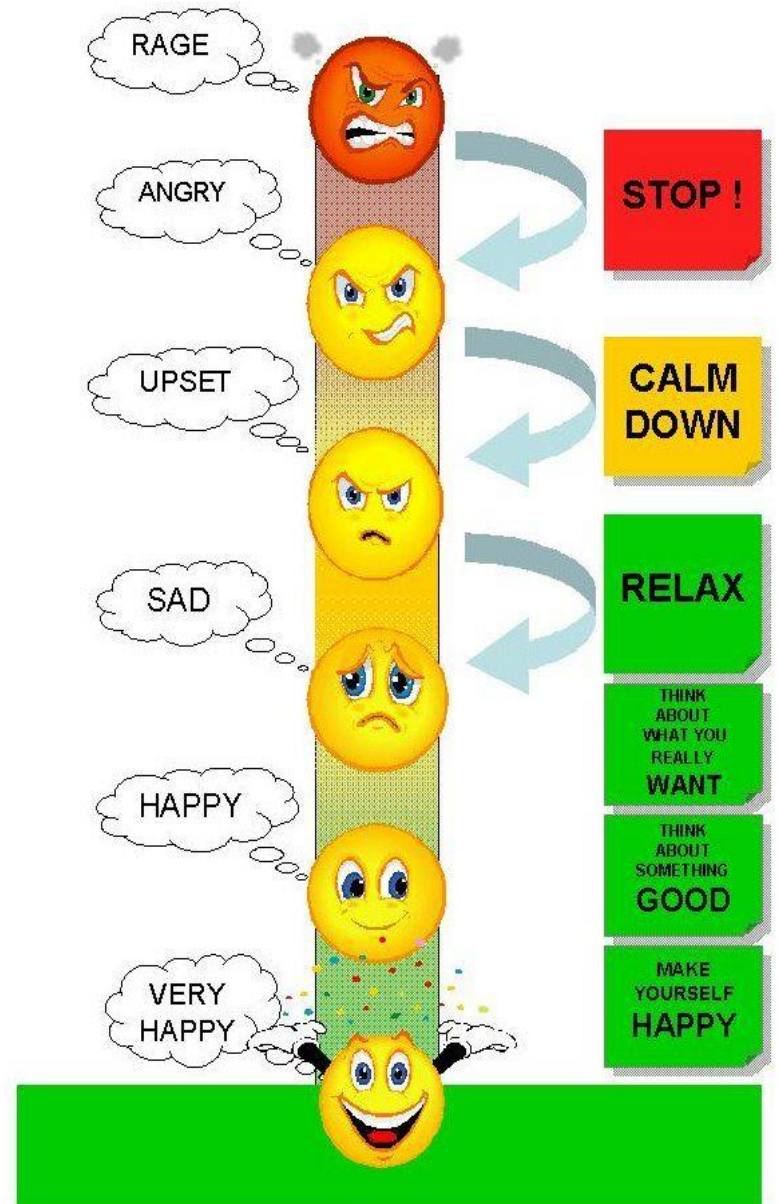 RAGE
STOP !
ANGRY
CALM
DOWN
UPSET
RELAX
SAD
THINK
ABOUT
WHAT YOU
REALLY
WANT
HAPPY
THINK
ABOUT
SOMETHING
GOOD
VERY
HAPPY
MAKE
YOURSELF
HAPPY